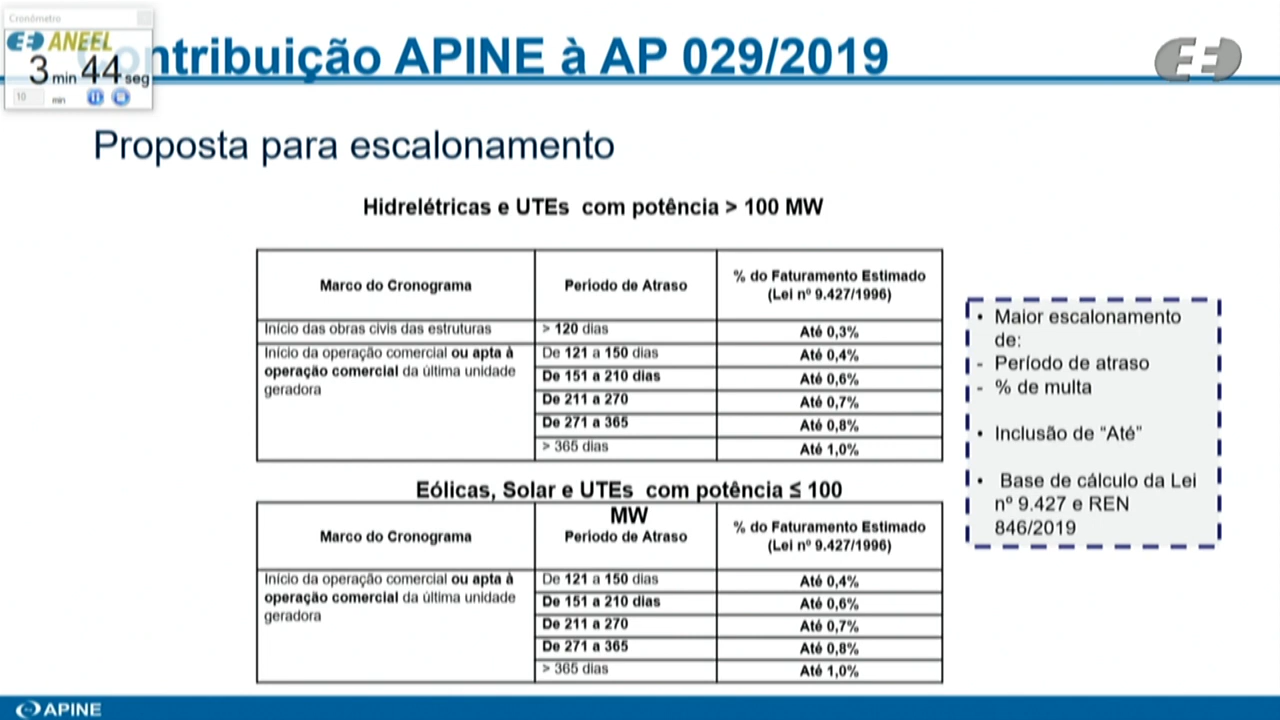 Cronômetro
ANEEL
3 min 44 seg
10 min
ontribuição APINE à AP 029/2019
Proposta para escalonamento
Hidrelétricas e UTEs com potência > 100 MW
Marco do Cronograma
Período de Atraso
% do Faturamento Estimado
(Lei nº 9.427/1996)
Início das obras civis das estruturas
> 120 dias
Até 0,3%
Início da operação comercial ou apta à
operação comercial da última unidade
geradora
De 121 a 150 dias
Até 0,4%
De 151 a 210 dias
Até 0,6%
De 211 a 270
Até 0,7%
De 271 a 365
Até 0,8%
> 365 dias
Até 1,0%
Eólicas, Solar e UTEs com potência ≤ 100
MW
Marco do Cronograma
Período de Atraso
% do Faturamento Estimado
(Lei nº 9.427/1996)
Início da operação comercial ou apta à
operação comercial da última unidade
geradora
De 121 a 150 dias
Até 0,4%
De 151 a 210 dias
Até 0,6%
De 211 a 270
Até 0,7%
De 271 a 365
Até 0,8%
> 365 dias
Até 1,0%
• Maior escalonamento
de:
- Período de atraso
- % de multa
• Inclusão de “Até”
• Base de cálculo da Lei
nº 9.427 e REN
846/2019
APINE